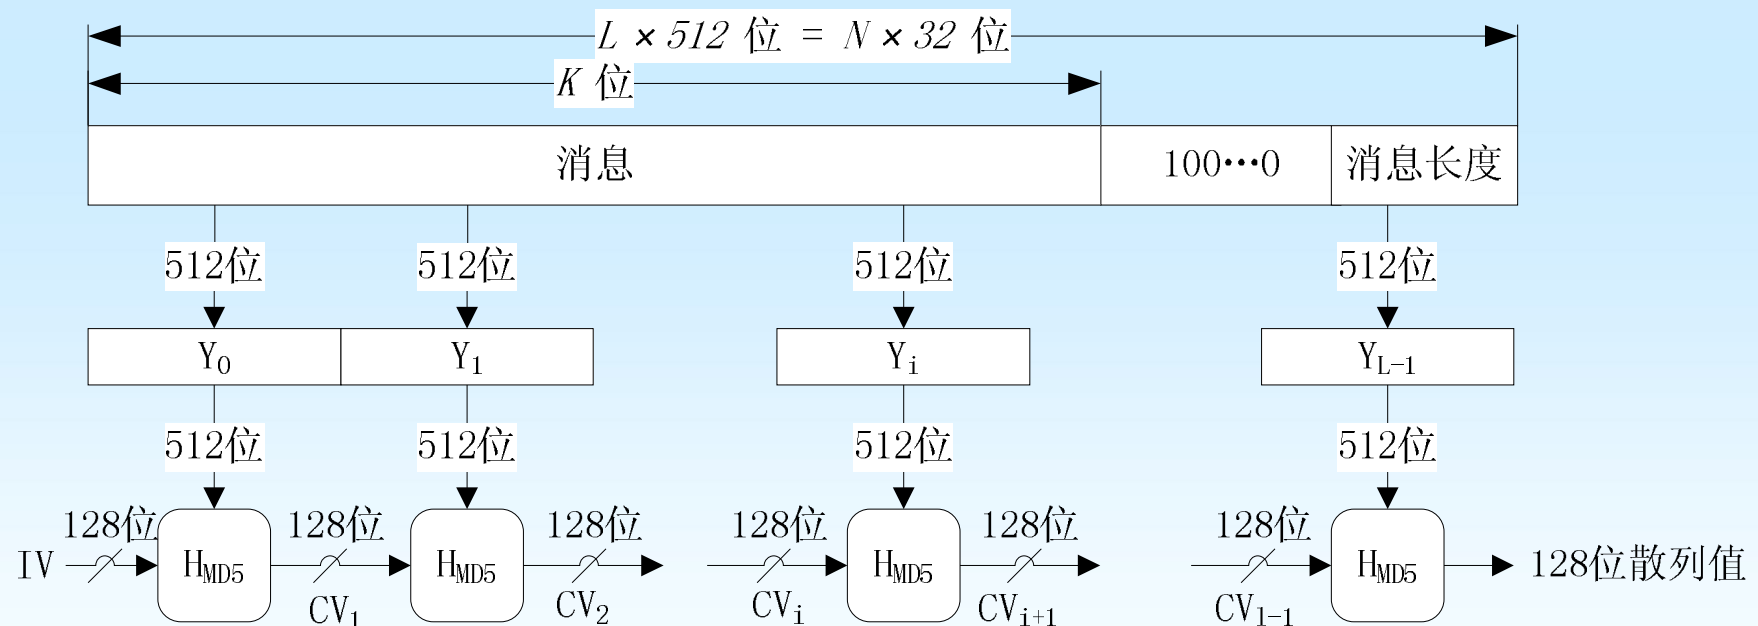 L × 512 位 = N × 32 位
K 位
消息 100···0 消息长度
512位 512位 512位 512位
Y0 Y1 Yi YL-1
512位 512位 512位 512位
128位 128位 128位 128位 128位 128位
IV HMD5 HMD5 HMD5 HMD5 128位散列值
CV1 CV2 CVi CVi+1 CVl-1